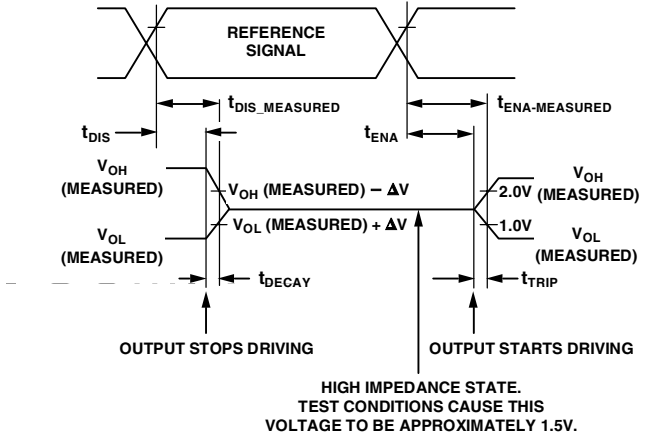 REFERENCE
SIGNAL
tDIS_MEASURED
tENA-MEASURED
tDIS
tENA
VOH
(MEASURED)
VOH (MEASURED) – ΔV
2.0V
VOH
(MEASURED)
VOL
(MEASURED)
VOL (MEASURED) + ΔV
1.0V
VOL
(MEASURED)
tDECAY
tTRIP
OUTPUT STOPS DRIVING
OUTPUT STARTS DRIVING
HIGH IMPEDANCE STATE.
TEST CONDITIONS CAUSE THIS
VOLTAGE TO BE APPROXIMATELY 1.5V.